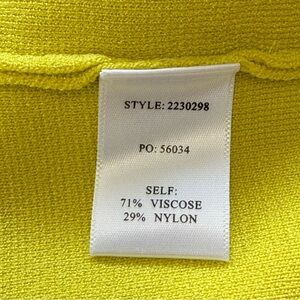 STYLE: 2230298
PO: 56034
SELF:
71% VISCOSE
29% NYLON